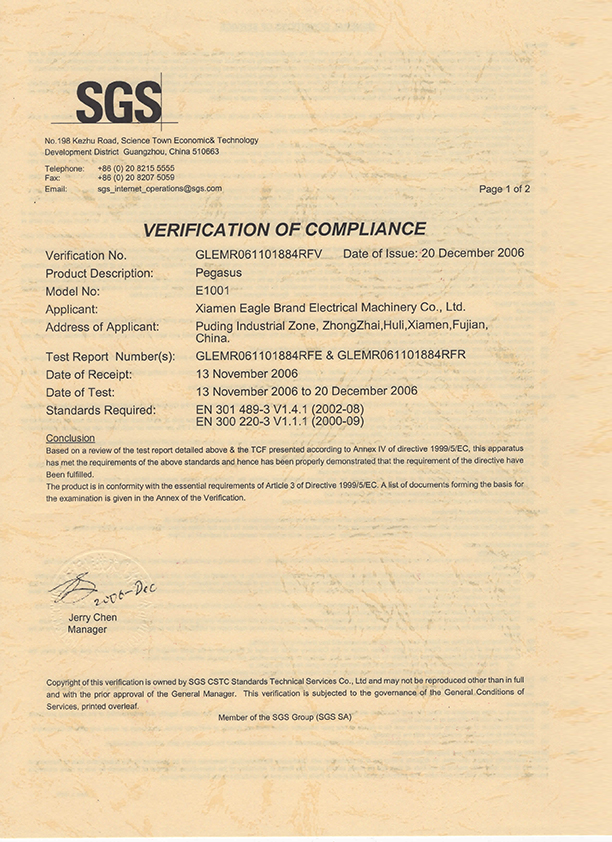 SGS
No.198 Kezhu Road, Science Town Economic& Technology
Development District Guangzhou, China 510663
Telephone: +86 (0) 20 8215 5555
Fax: +86 (0) 20 8207 5059
Email: sgs_internet_operations@sgs.com
Page 1 of 2
VERIFICATION OF COMPLIANCE
Verification No. GLEMR061101884RFV Date of Issue: 20 December 2006
Product Description: Pegasus
Model No: E1001
Applicant: Xiamen Eagle Brand Electrical Machinery Co., Ltd.
Address of Applicant: Puding Industrial Zone, ZhongZhai,Huli,Xiamen,Fujian,
China.
Test Report Number(s): GLEMR061101884RFE & GLEMR061101884RFR
Date of Receipt: 13 November 2006
Date of Test: 13 November 2006 to 20 December 2006
Standards Required: EN 301 489-3 V1.4.1 (2002-08)
EN 300 220-3 V1.1.1 (2000-09)
Conclusion
Based on a review of the test report detailed above & the TCF presented according to Annex IV of directive 1999/5/EC, this apparatus
has met the requirements of the above standards and hence has been properly demonstrated that the requirement of the directive have
Been fulfilled.
The product is in conformity with the essential requirements of Article 3 of Directive 1999/5/EC. A list of documents forming the basis for
the examination is given in the Annex of the Verification.
2006-Dec
Jerry Chen
Manager
Copyright of this verification is owned by SGS CSTC Standards Technical Services Co., Ltd and may not be reproduced other than in full
and with the prior approval of the General Manager. This verification is subjected to the governance of the General Conditions of
Services, printed overleaf.
Member of the SGS Group (SGS SA)